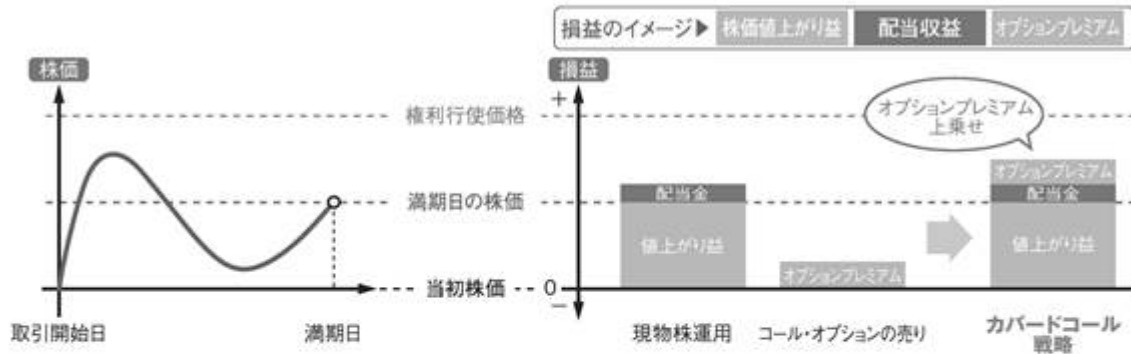 損益のイメージ▶ 株価値上がり益 配当収益 オプションプレミアム
株価
損益
+
権利行使価格
オプションプレミアム
上乗せ
オプションプレミアム
配当金
配当金
満期日の株価
値上がり益
値上がり益
オプションプレミアム
当初株価
0
−
取引開始日
満期日
現物株運用
コール・オプションの売り
カバードコール
戦略